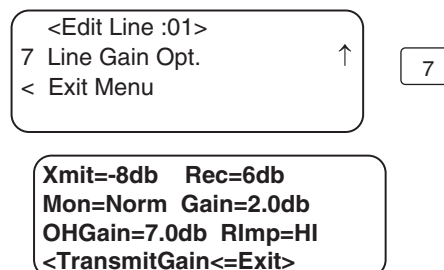 <Edit Line :01>
7 Line Gain Opt. ↑
< Exit Menu
7
Xmit=-8db Rec=6db
Mon=Norm Gain=2.0db
OHGain=7.0db RImp=HI
<TransmitGain<=Exit>